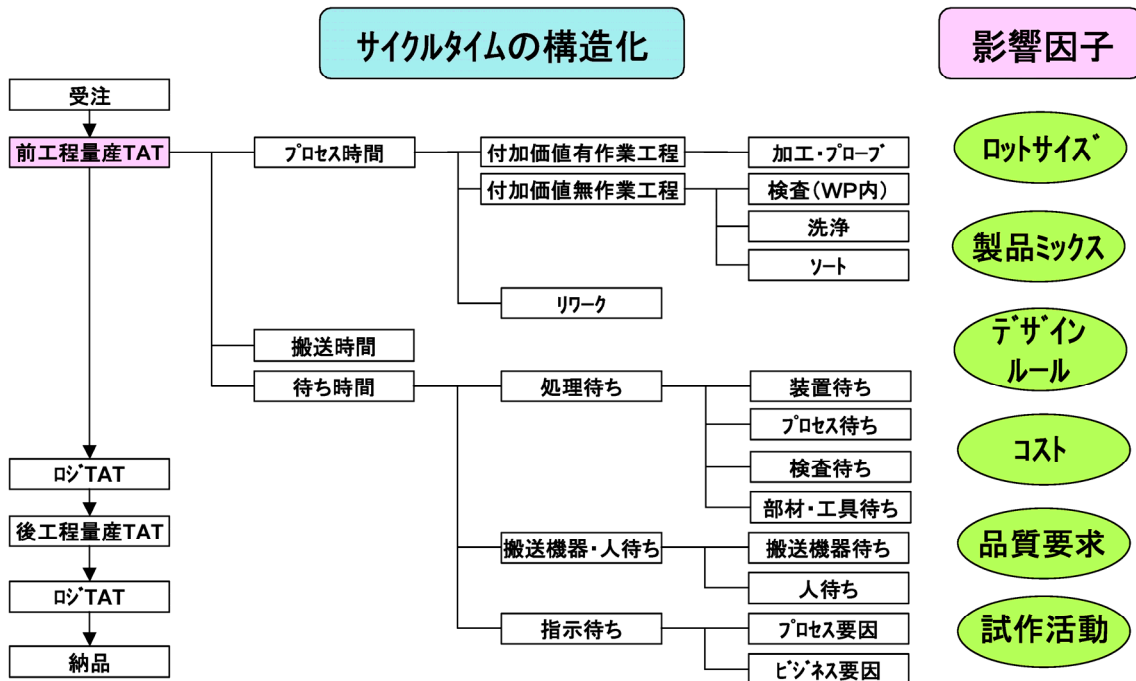 サイクルタイムの構造化
影響因子
受注
前工程量産TAT
プロセス時間
付加価値有作業工程
加工・プローブ
付加価値無作業工程
検査(WP内)
洗浄
ソート
リワーク
搬送時間
待ち時間
処理待ち
装置待ち
プロセス待ち
検査待ち
部材・工具待ち
搬送機器・人待ち
搬送機器待ち
人待ち
指示待ち
プロセス要因
ビジネス要因
ロジTAT
後工程量産TAT
ロジTAT
納品
ロットサイズ
製品ミックス
デザイン
ルール
コスト
品質要求
試作活動